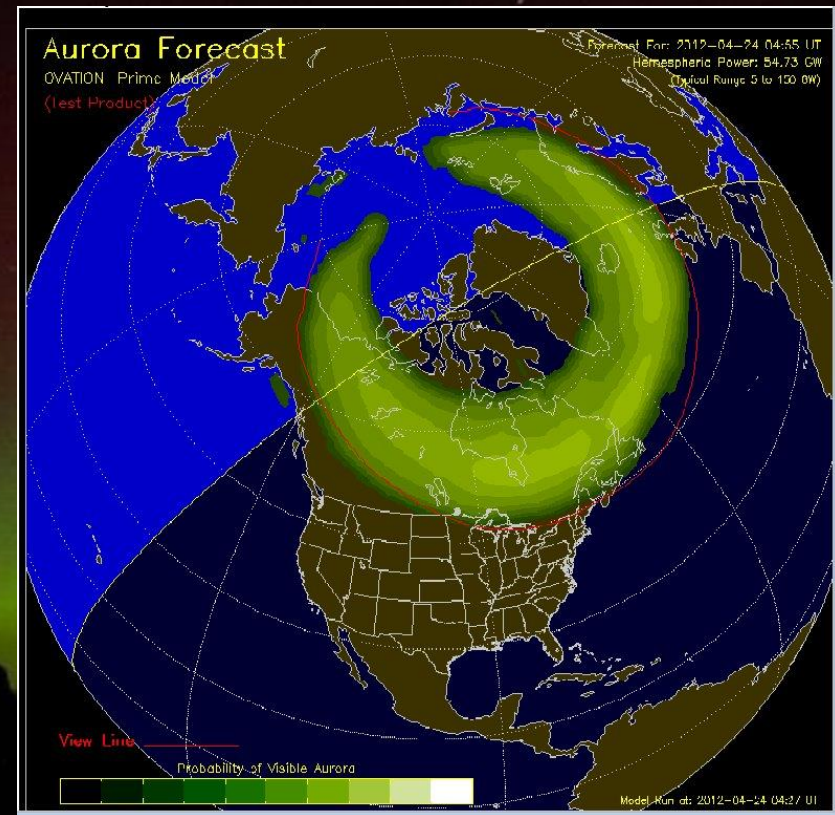 Aurora Forecast
OVATION Prime Model
(Test Product)
Forecast For: 2012-04-24 04:55 UT
Hemespheric Power: 54.73 GW
(Typical Range 5 to 150 GW)
View Line
Probability of Visible Aurora
Model Run at: 2012-04-24 04:27 UT